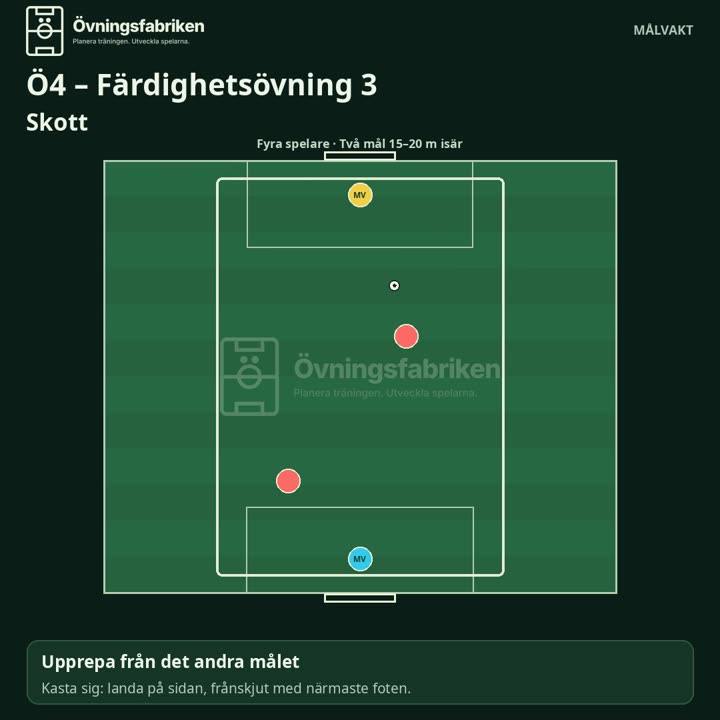 Övningsfabriken
Planera träningen. Utveckla spelarna.
MÅLVAKT
Ö4 – Färdighetsövning 3
Skott
Fyra spelare · Två mål 15–20 m isär
MV
Övningsfabriken
Planera träningen. Utveckla spelarna.
MV
Upprepa från det andra målet
Kasta sig: landa på sidan, frånskjut med närmaste foten.